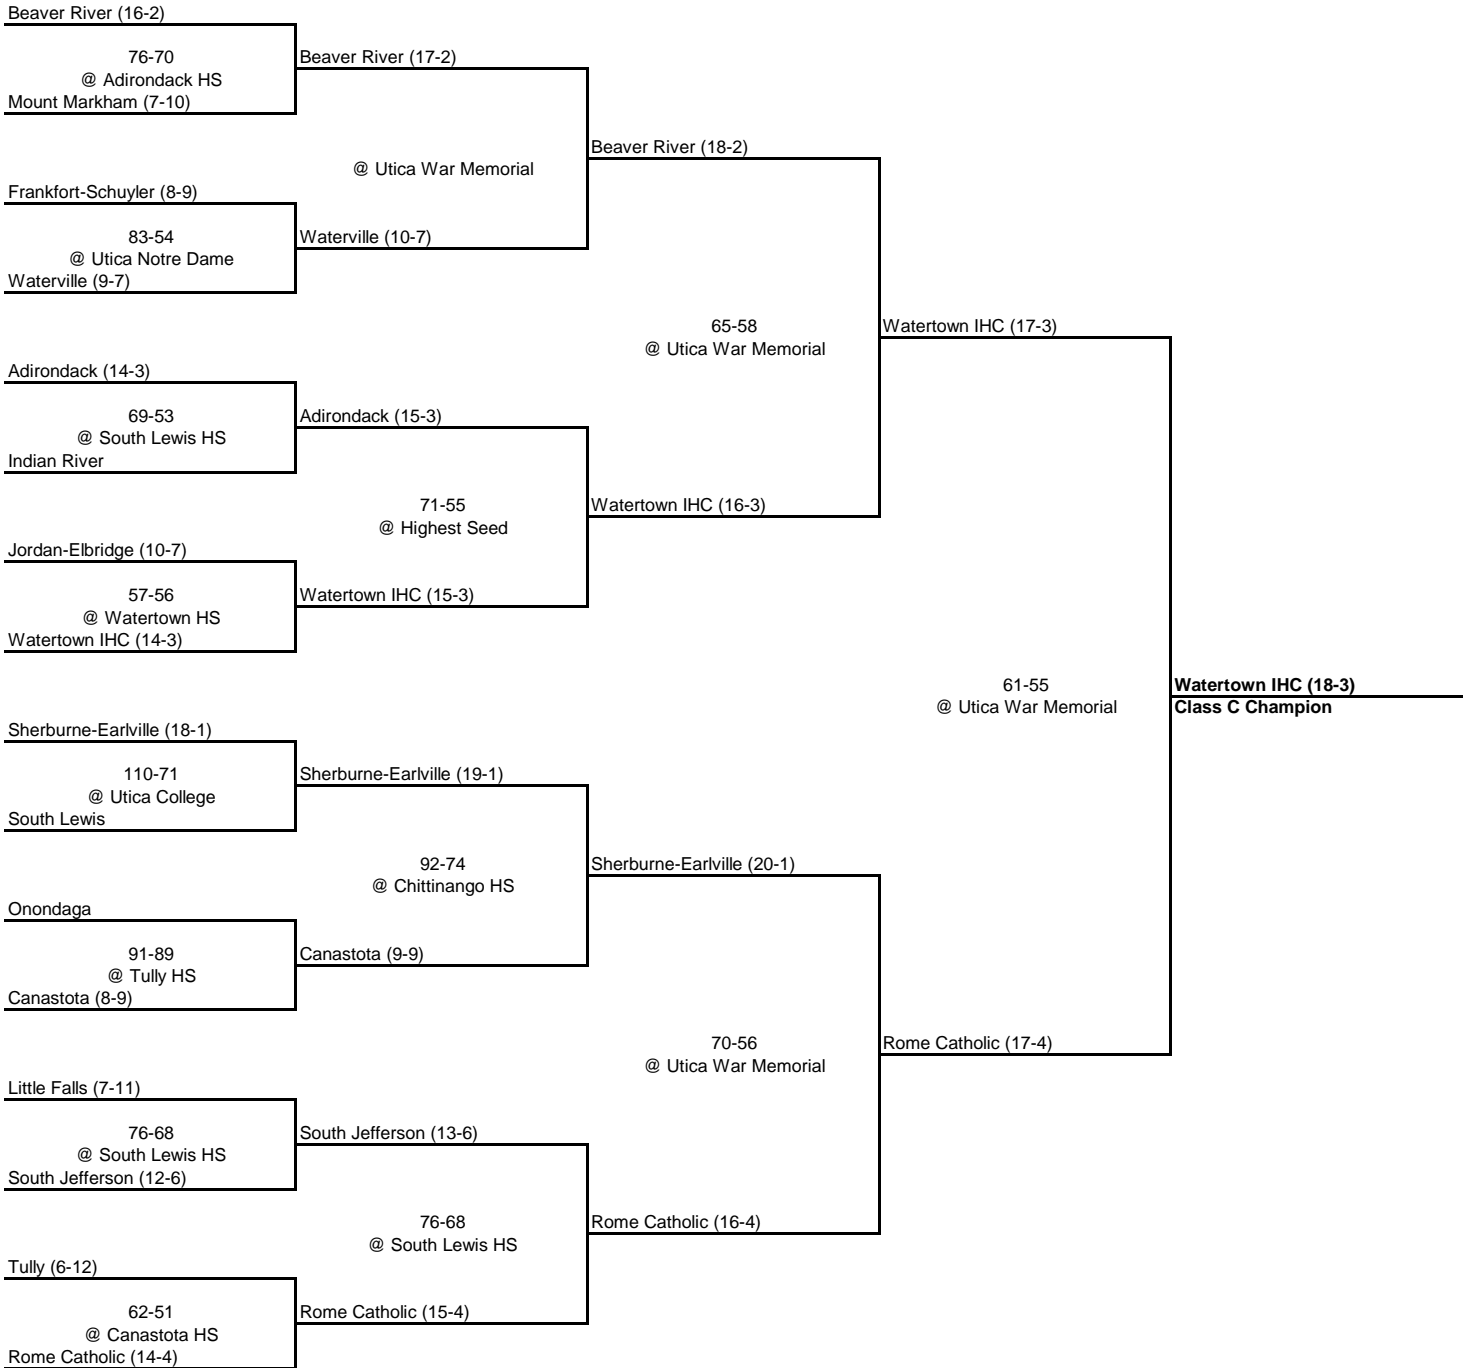 Beaver River (16-2)
76-70
@ Adirondack HS
Mount Markham (7-10)
Beaver River (17-2)
@ Utica War Memorial
Frankfort-Schuyler (8-9)
83-54
@ Utica Notre Dame
Waterville (9-7)
Waterville (10-7)
Beaver River (18-2)
65-58
@ Utica War Memorial
Adirondack (14-3)
69-53
@ South Lewis HS
Indian River
Adirondack (15-3)
71-55
@ Highest Seed
Jordan-Elbridge (10-7)
57-56
@ Watertown HS
Watertown IHC (14-3)
Watertown IHC (15-3)
Watertown IHC (16-3)
Watertown IHC (17-3)
61-55
@ Utica War Memorial
Watertown IHC (18-3)
Class C Champion
Sherburne-Earlville (18-1)
110-71
@ Utica College
South Lewis
Sherburne-Earlville (19-1)
92-74
@ Chittinango HS
Onondaga
91-89
@ Tully HS
Canastota (8-9)
Canastota (9-9)
Sherburne-Earlville (20-1)
70-56
@ Utica War Memorial
Rome Catholic (17-4)
Little Falls (7-11)
76-68
@ South Lewis HS
South Jefferson (12-6)
South Jefferson (13-6)
76-68
@ South Lewis HS
Rome Catholic (16-4)
Tully (6-12)
62-51
@ Canastota HS
Rome Catholic (14-4)
Rome Catholic (15-4)